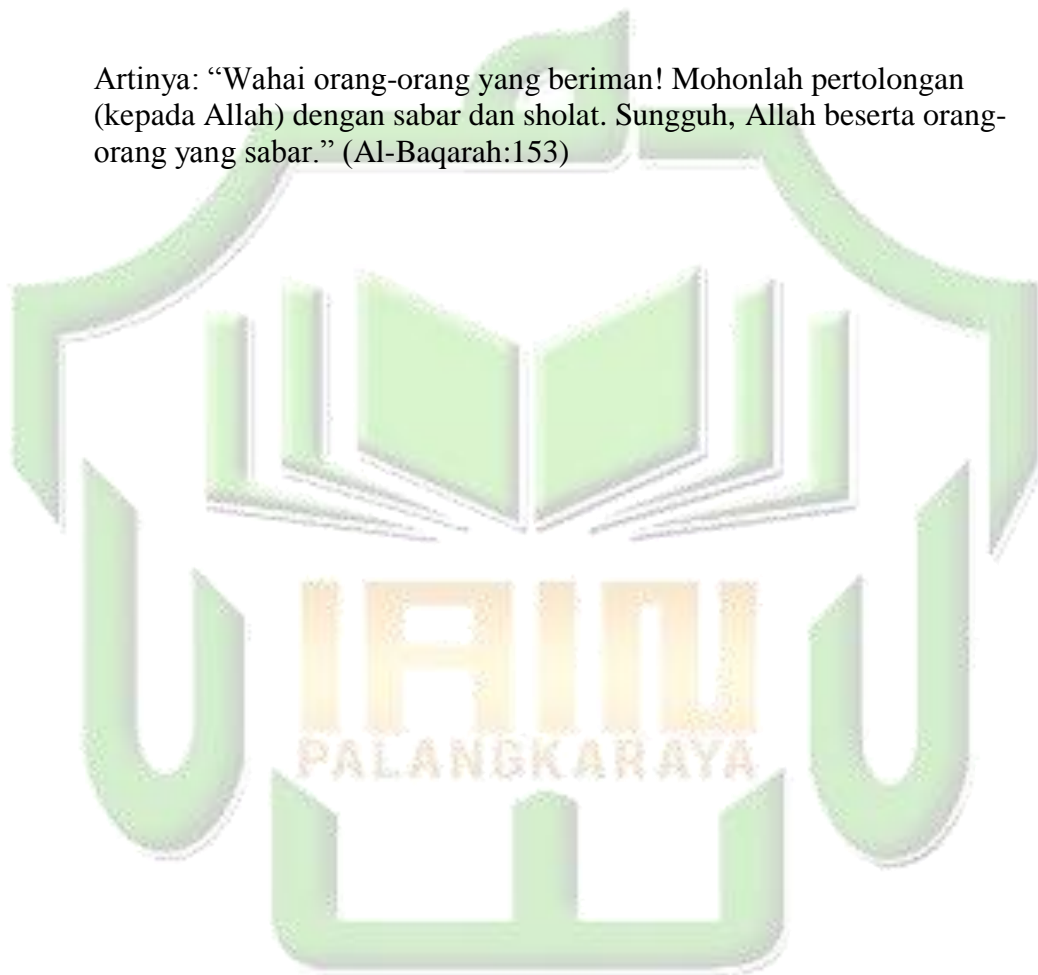 Artinya: “Wahai orang-orang yang beriman! Mohonlah pertolongan
(kepada Allah) dengan sabar dan sholat. Sungguh, Allah beserta orang-
orang yang sabar.” (Al-Baqarah:153)
IAIN
PALANGKARAYA